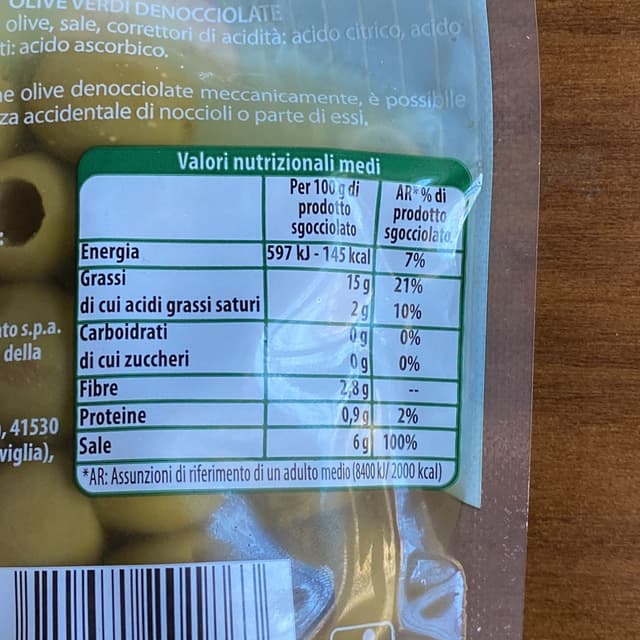 OLIVE VERDI DENOCCIOLATE
olive, sale, correttori di acidità: acido citrico, acido
ti: acido ascorbico.
ne olive denocciolate meccanicamente, è possibile
za accidentale di noccioli o parte di essi.
Valori nutrizionali medi
Per 100 g di prodotto sgocciolato AR* % di prodotto sgocciolato
Energia 597 kJ - 145 kcal 7%
Grassi 15 g 21%
di cui acidi grassi saturi 2 g 10%
Carboidrati 0 g 0%
di cui zuccheri 0 g 0%
Fibre 2,8 g --
Proteine 0,9 g 2%
Sale 6 g 100%
*AR: Assunzioni di riferimento di un adulto medio (8400 kJ/ 2000 kcal)
to s.p.a.
della
, 41530
viglia),